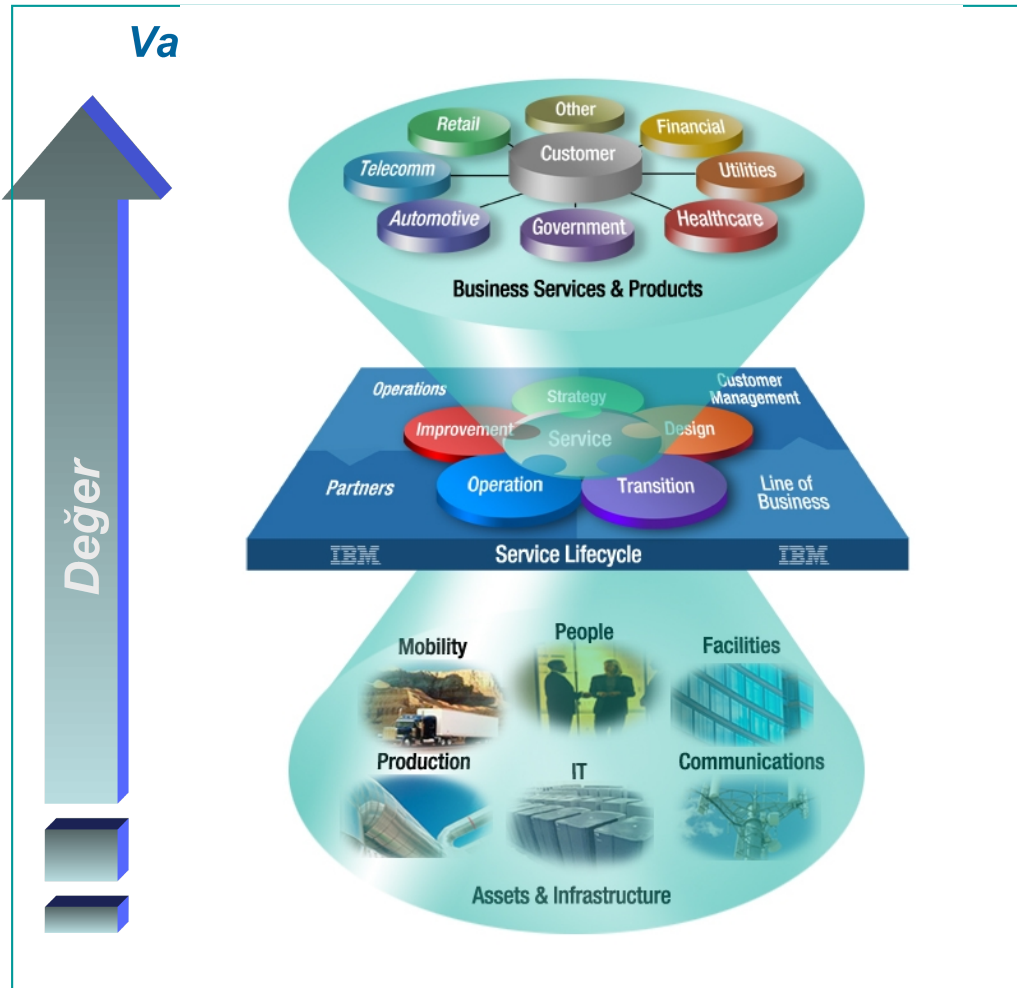 Va
Other
Retail
Financial
Customer
Telecomm
Utilities
Automotive
Government
Healthcare
Business Services & Products
Operations
Customer
Management
Strategy
Improvement
Service
Design
Partners
Operation
Transition
Line of
Business
IBM
Service Lifecycle
IBM
Değer
Mobility
People
Facilities
Production
IT
Communications
Assets & Infrastructure